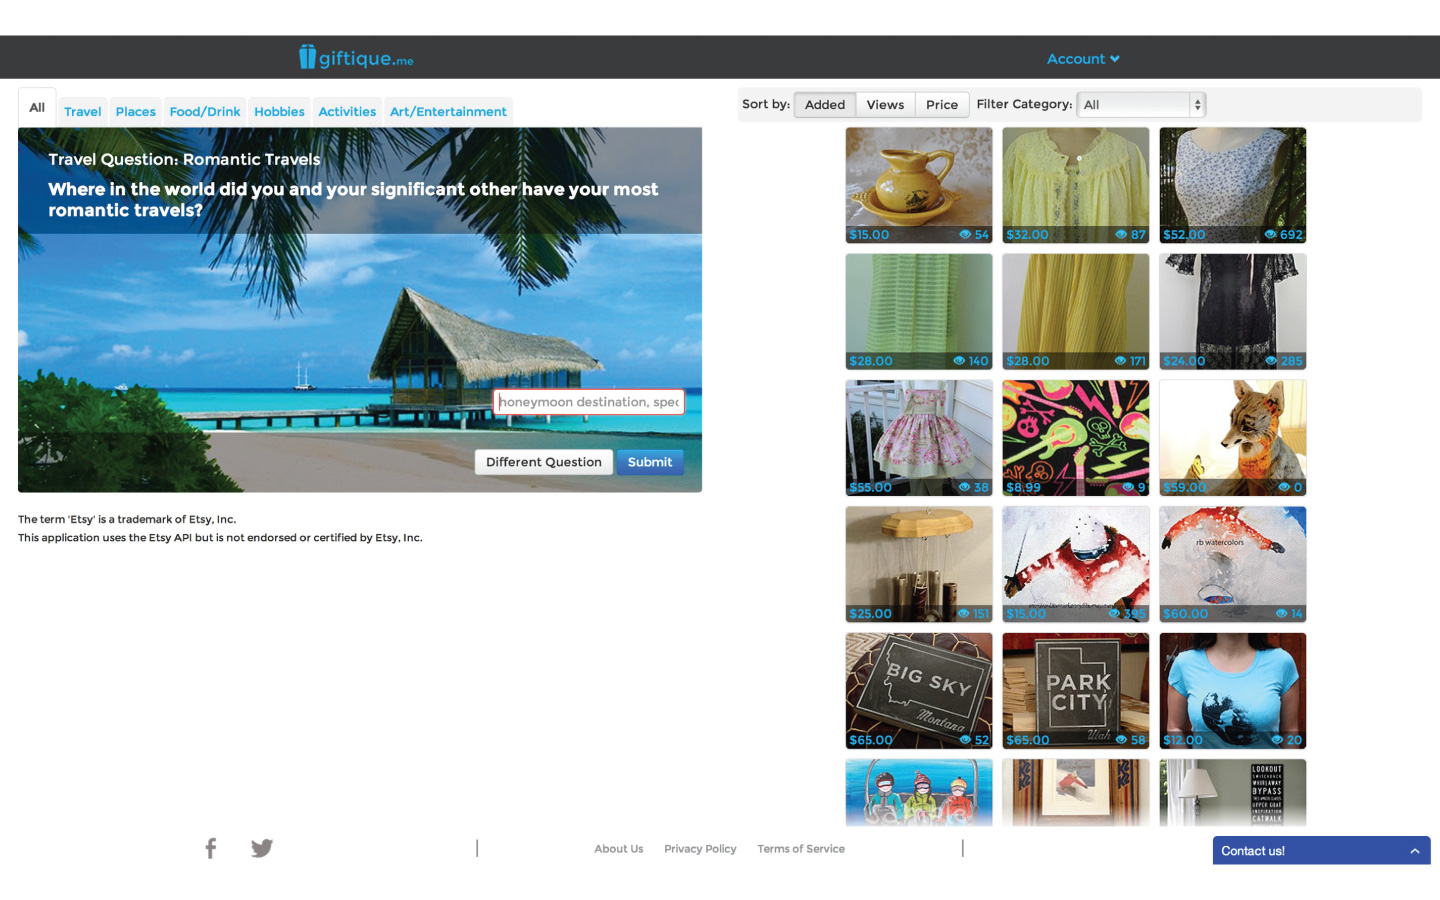 giftique.me
Account
All
Travel
Places
Food/Drink
Hobbies
Activities
Art/Entertainment
Travel Question: Romantic Travels
Where in the world did you and your significant other have your most
romantic travels?
honeymoon destination, spec
Different Question
Submit
The term 'Etsy' is a trademark of Etsy, Inc.
This application uses the Etsy API but is not endorsed or certified by Etsy, Inc.
Sort by:
Added
Views
Price
Filter Category:
All
$15.00 54
$32.00 87
$52.00 692
$28.00 140
$28.00 171
$24.00 285
$55.00 38
$8.99 9
$59.00 0
$25.00 151
$15.00 395
rb watercolors
$60.00 14
BIG SKY
Montana
$65.00 52
PARK
CITY
Utah
$65.00 58
$12.00 20
LOOKOUT
SWITCHBACK
WHIRLAWAY
BYPASS
UPPER GOAT
INSPIRATION
CATWALK
About Us
Privacy Policy
Terms of Service
Contact us!